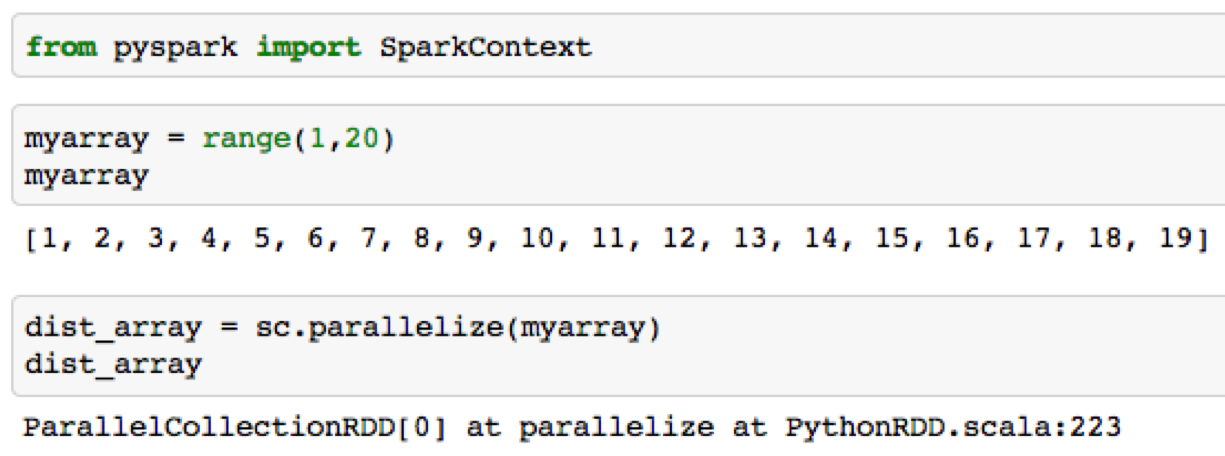 from pyspark import SparkContext
myarray = range(1,20)
myarray
[1, 2, 3, 4, 5, 6, 7, 8, 9, 10, 11, 12, 13, 14, 15, 16, 17, 18, 19]
dist_array = sc.parallelize(myarray)
dist_array
ParallelCollectionRDD[0] at parallelize at PythonRDD.scala:223